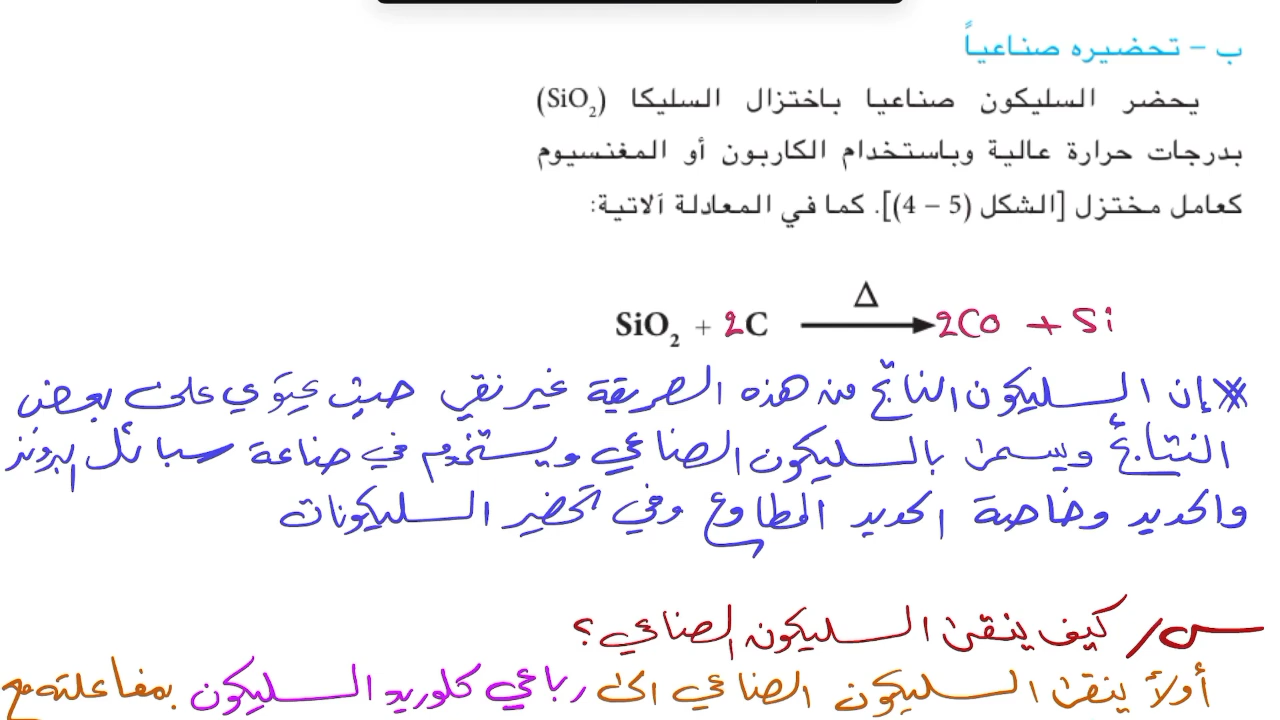 ب - تحضيره صناعياً
يحضر السليكون صناعيا باختزال السليكا (SiO₂)
بدرجات حرارة عالية وباستخدام الكاربون أو المغنسيوم
كعامل مختزل [الشكل (5 – 4)]. كما في المعادلة الاتية:
SiO₂ + 2C →Δ 2Co + Si
* إن السليكون الناتج من هذه الطريقة غير نقي حيث يحتوي على بعض
النتائج ويسمى بالسليكون الصناعي ويستخدم في صناعة سبائك البرونز
والحديد وخاصة الحديد المطاوع وفي تحضير السليكونات
س/ كيف ينقى السليكون الصناعي؟
أولاً ينقى السليكون الصناعي الى رباعي كلوريد السليكون بمفاعلته مع